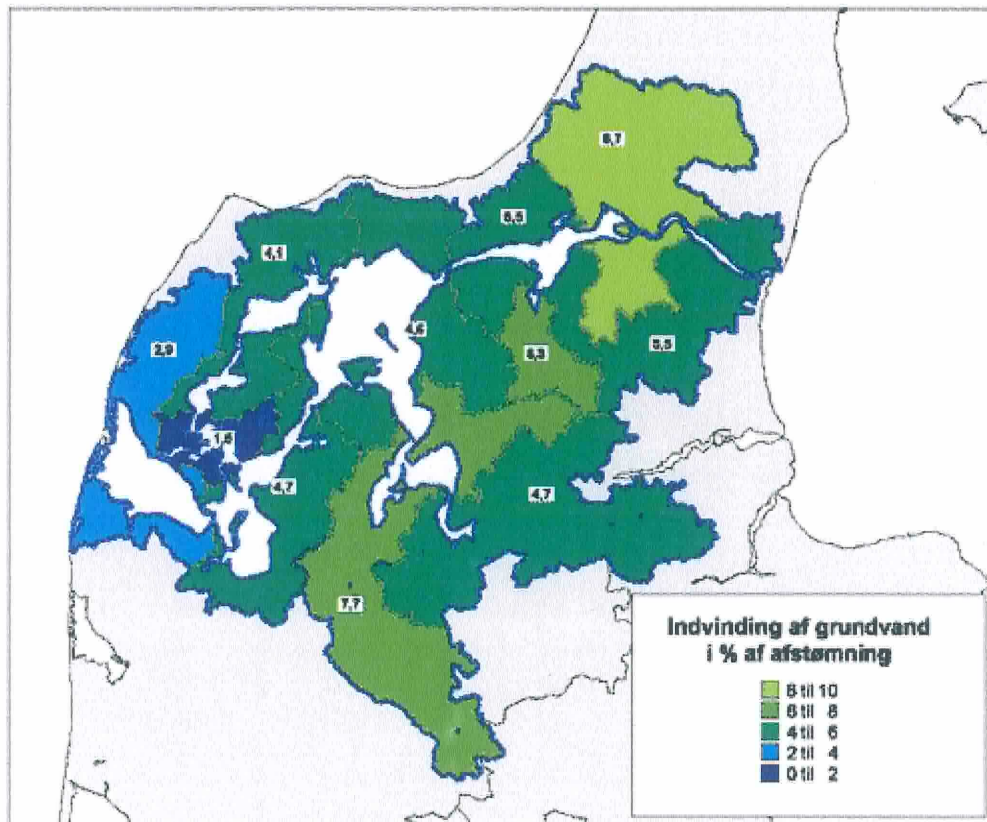 8,7
5,5
4,1
4,6
2,9
6,3
5,5
1,6
4,7
4,7
7,7
Indvinding af grundvand
i % af afstømning
8 til 10
6 til 8
4 til 6
2 til 4
0 til 2